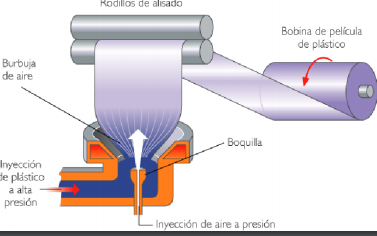 Rodillos de alisado
Bobina de película
de plástico
Burbuja
de aire
Boquilla
Inyección
de plástico
a alta
presión
Inyección de aire a presión